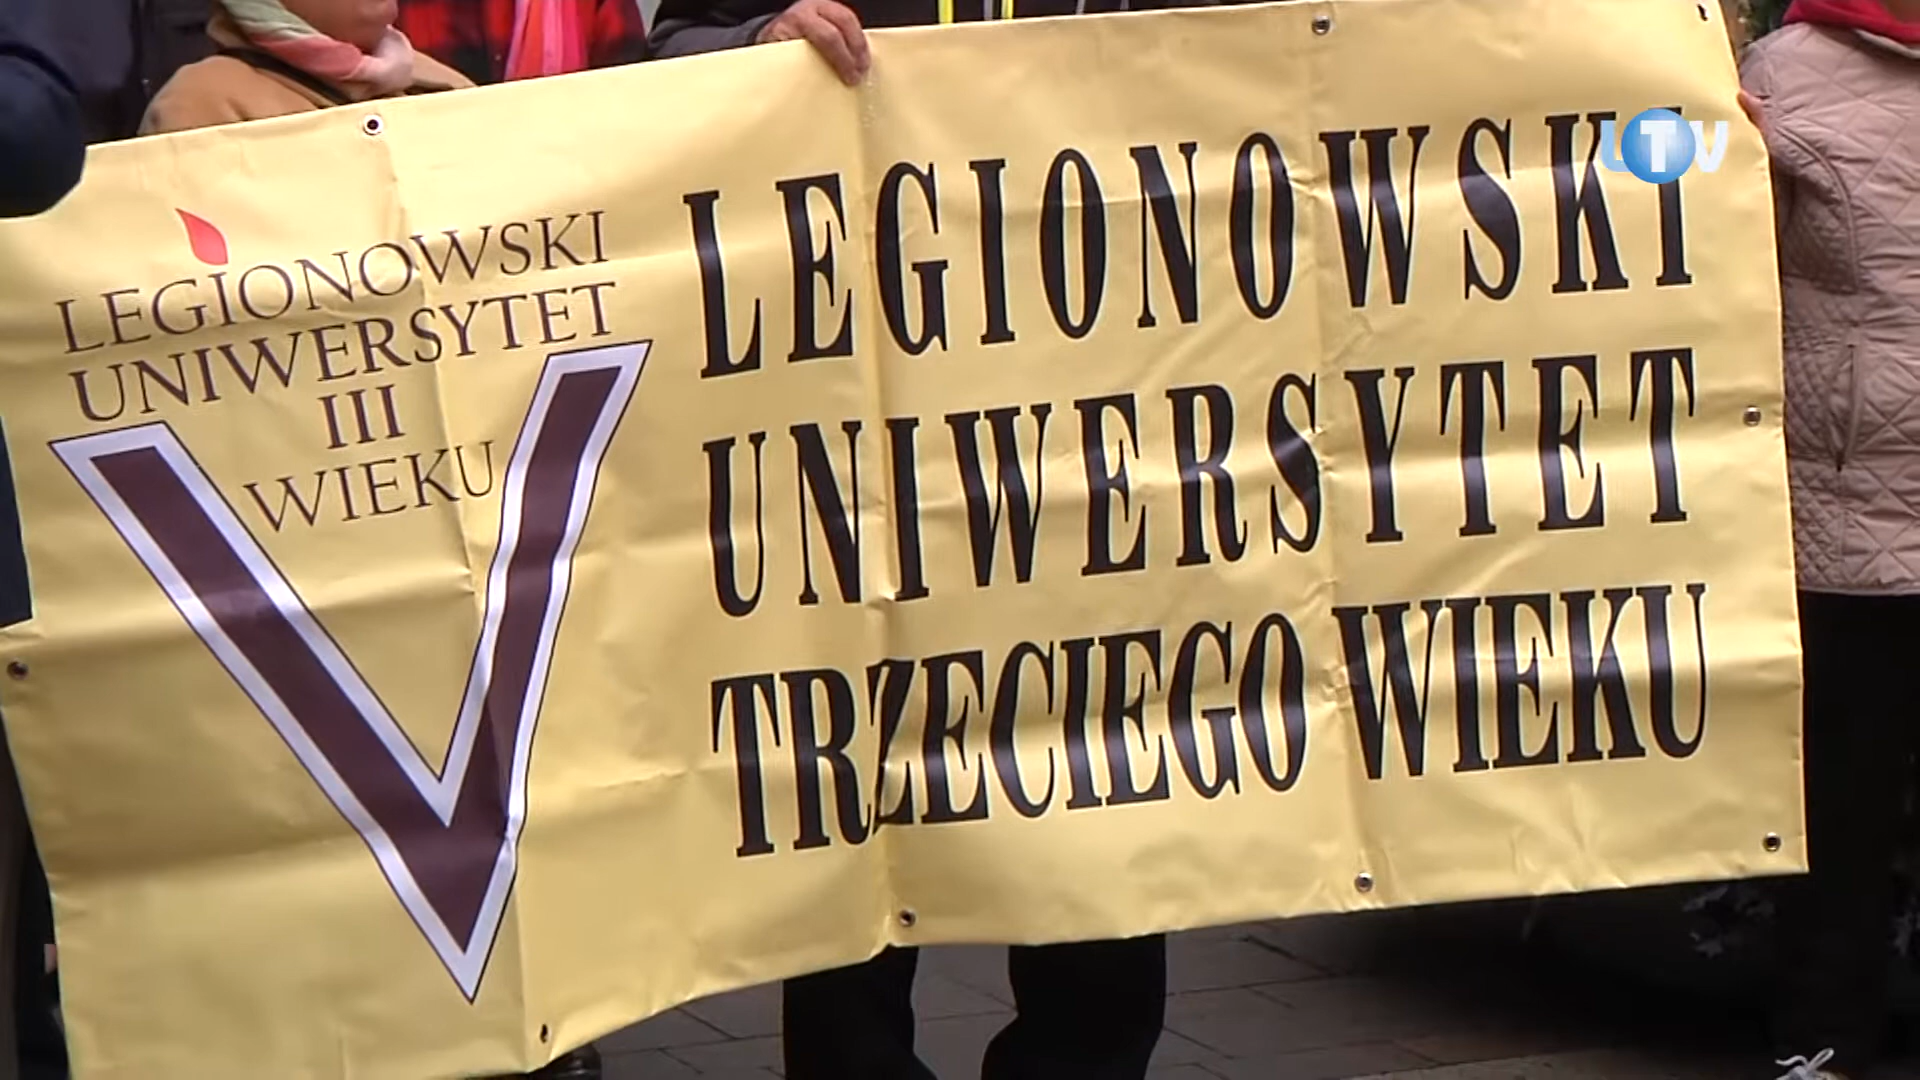 LEGIONOWSKI
UNIWERSYTET
III
WIEKU
LEGIONOWSKI
UNIWERSYTET
TRZECIEGO WIEKU
LTV